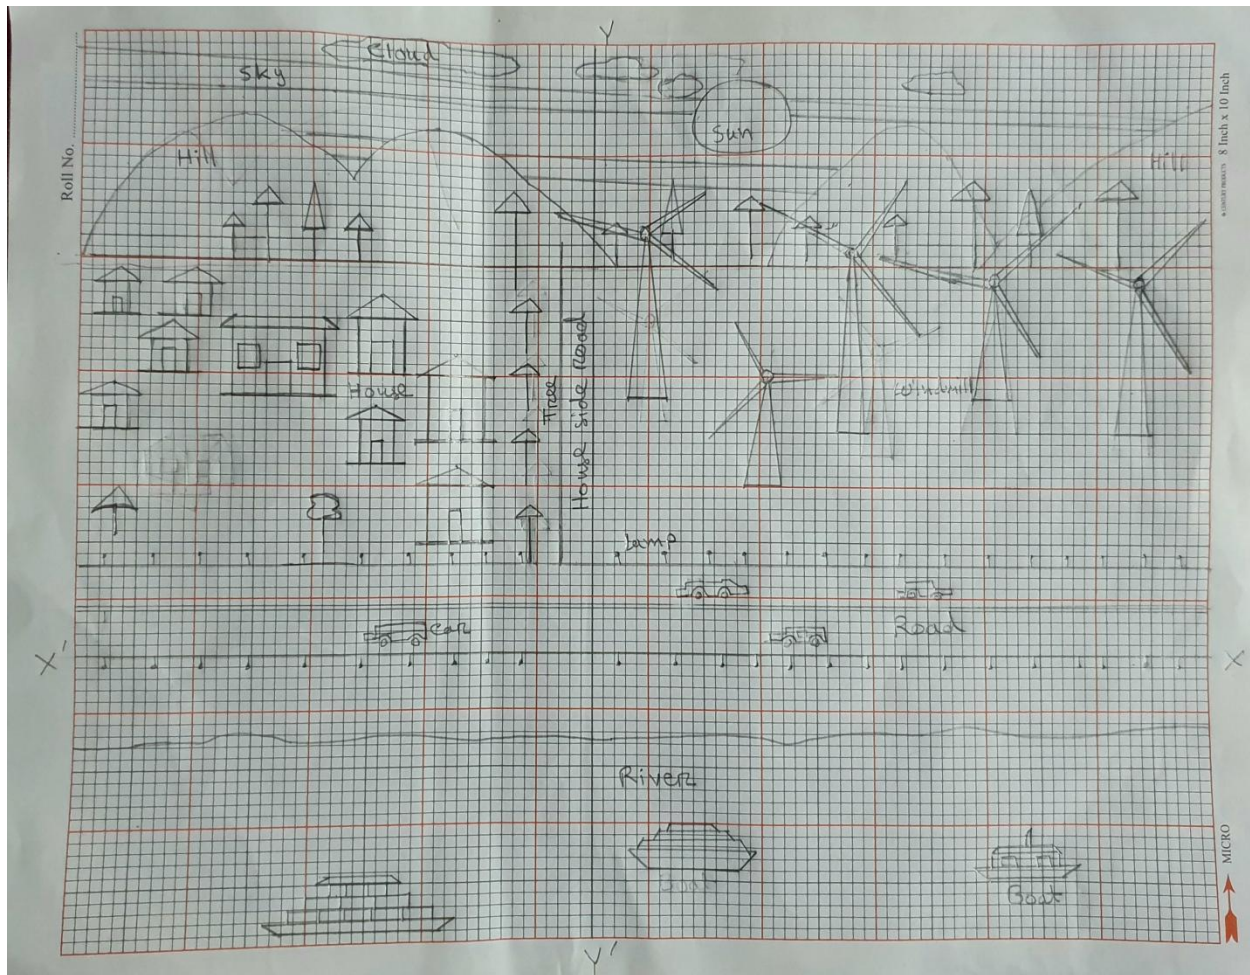 Y
Cloud
Sky
Sun
Hill
Hill
Roll No.
8 Inch x 10 Inch
House
Tree
House side Road
Windmill
Lamp
Car
Road
X'
X
River
Boat
Boat
MICRO
Y'